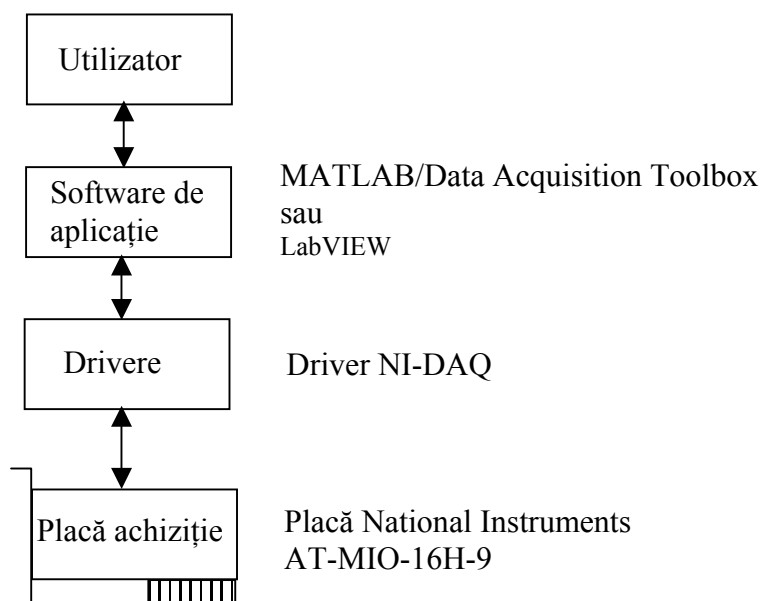 Utilizator
Software de
aplicație
MATLAB/Data Acquisition Toolbox
sau
LabVIEW
Drivere
Driver NI-DAQ
Placă achiziție
Placă National Instruments
AT-MIO-16H-9